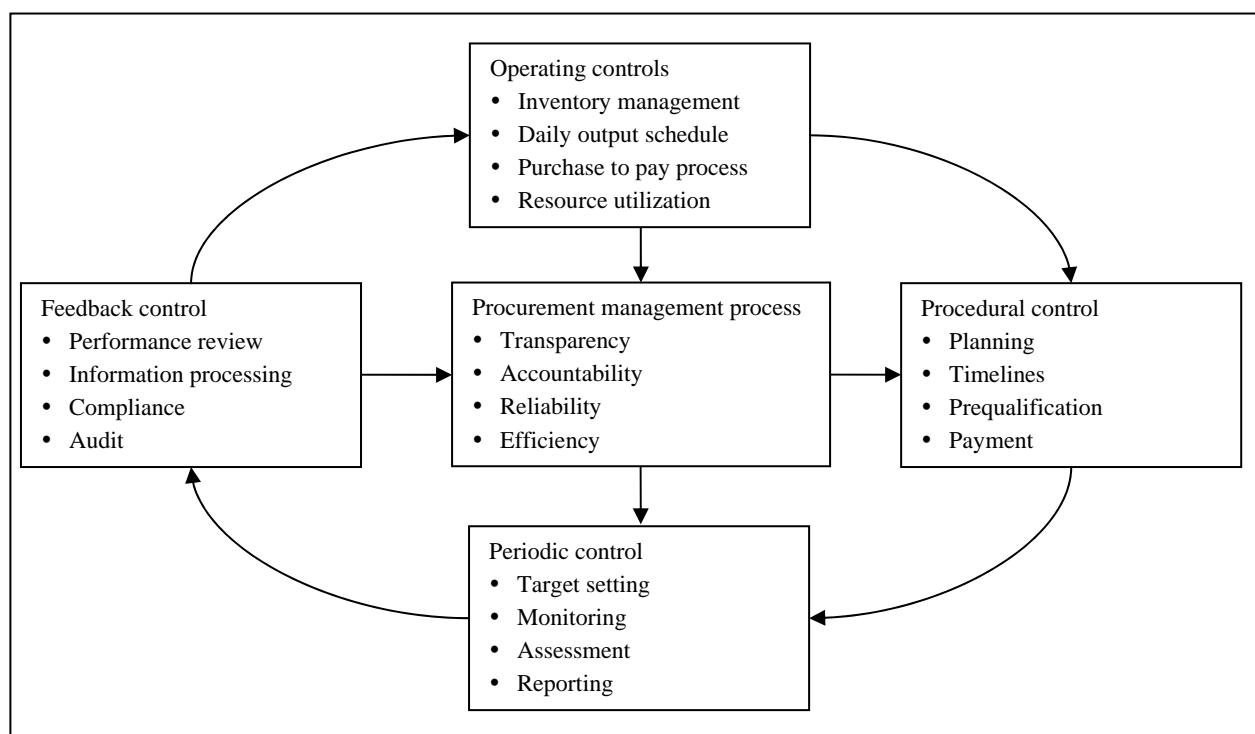 Operating controls
• Inventory management
• Daily output schedule
• Purchase to pay process
• Resource utilization
Feedback control
• Performance review
• Information processing
• Compliance
• Audit
Procurement management process
• Transparency
• Accountability
• Reliability
• Efficiency
Procedural control
• Planning
• Timelines
• Prequalification
• Payment
Periodic control
• Target setting
• Monitoring
• Assessment
• Reporting